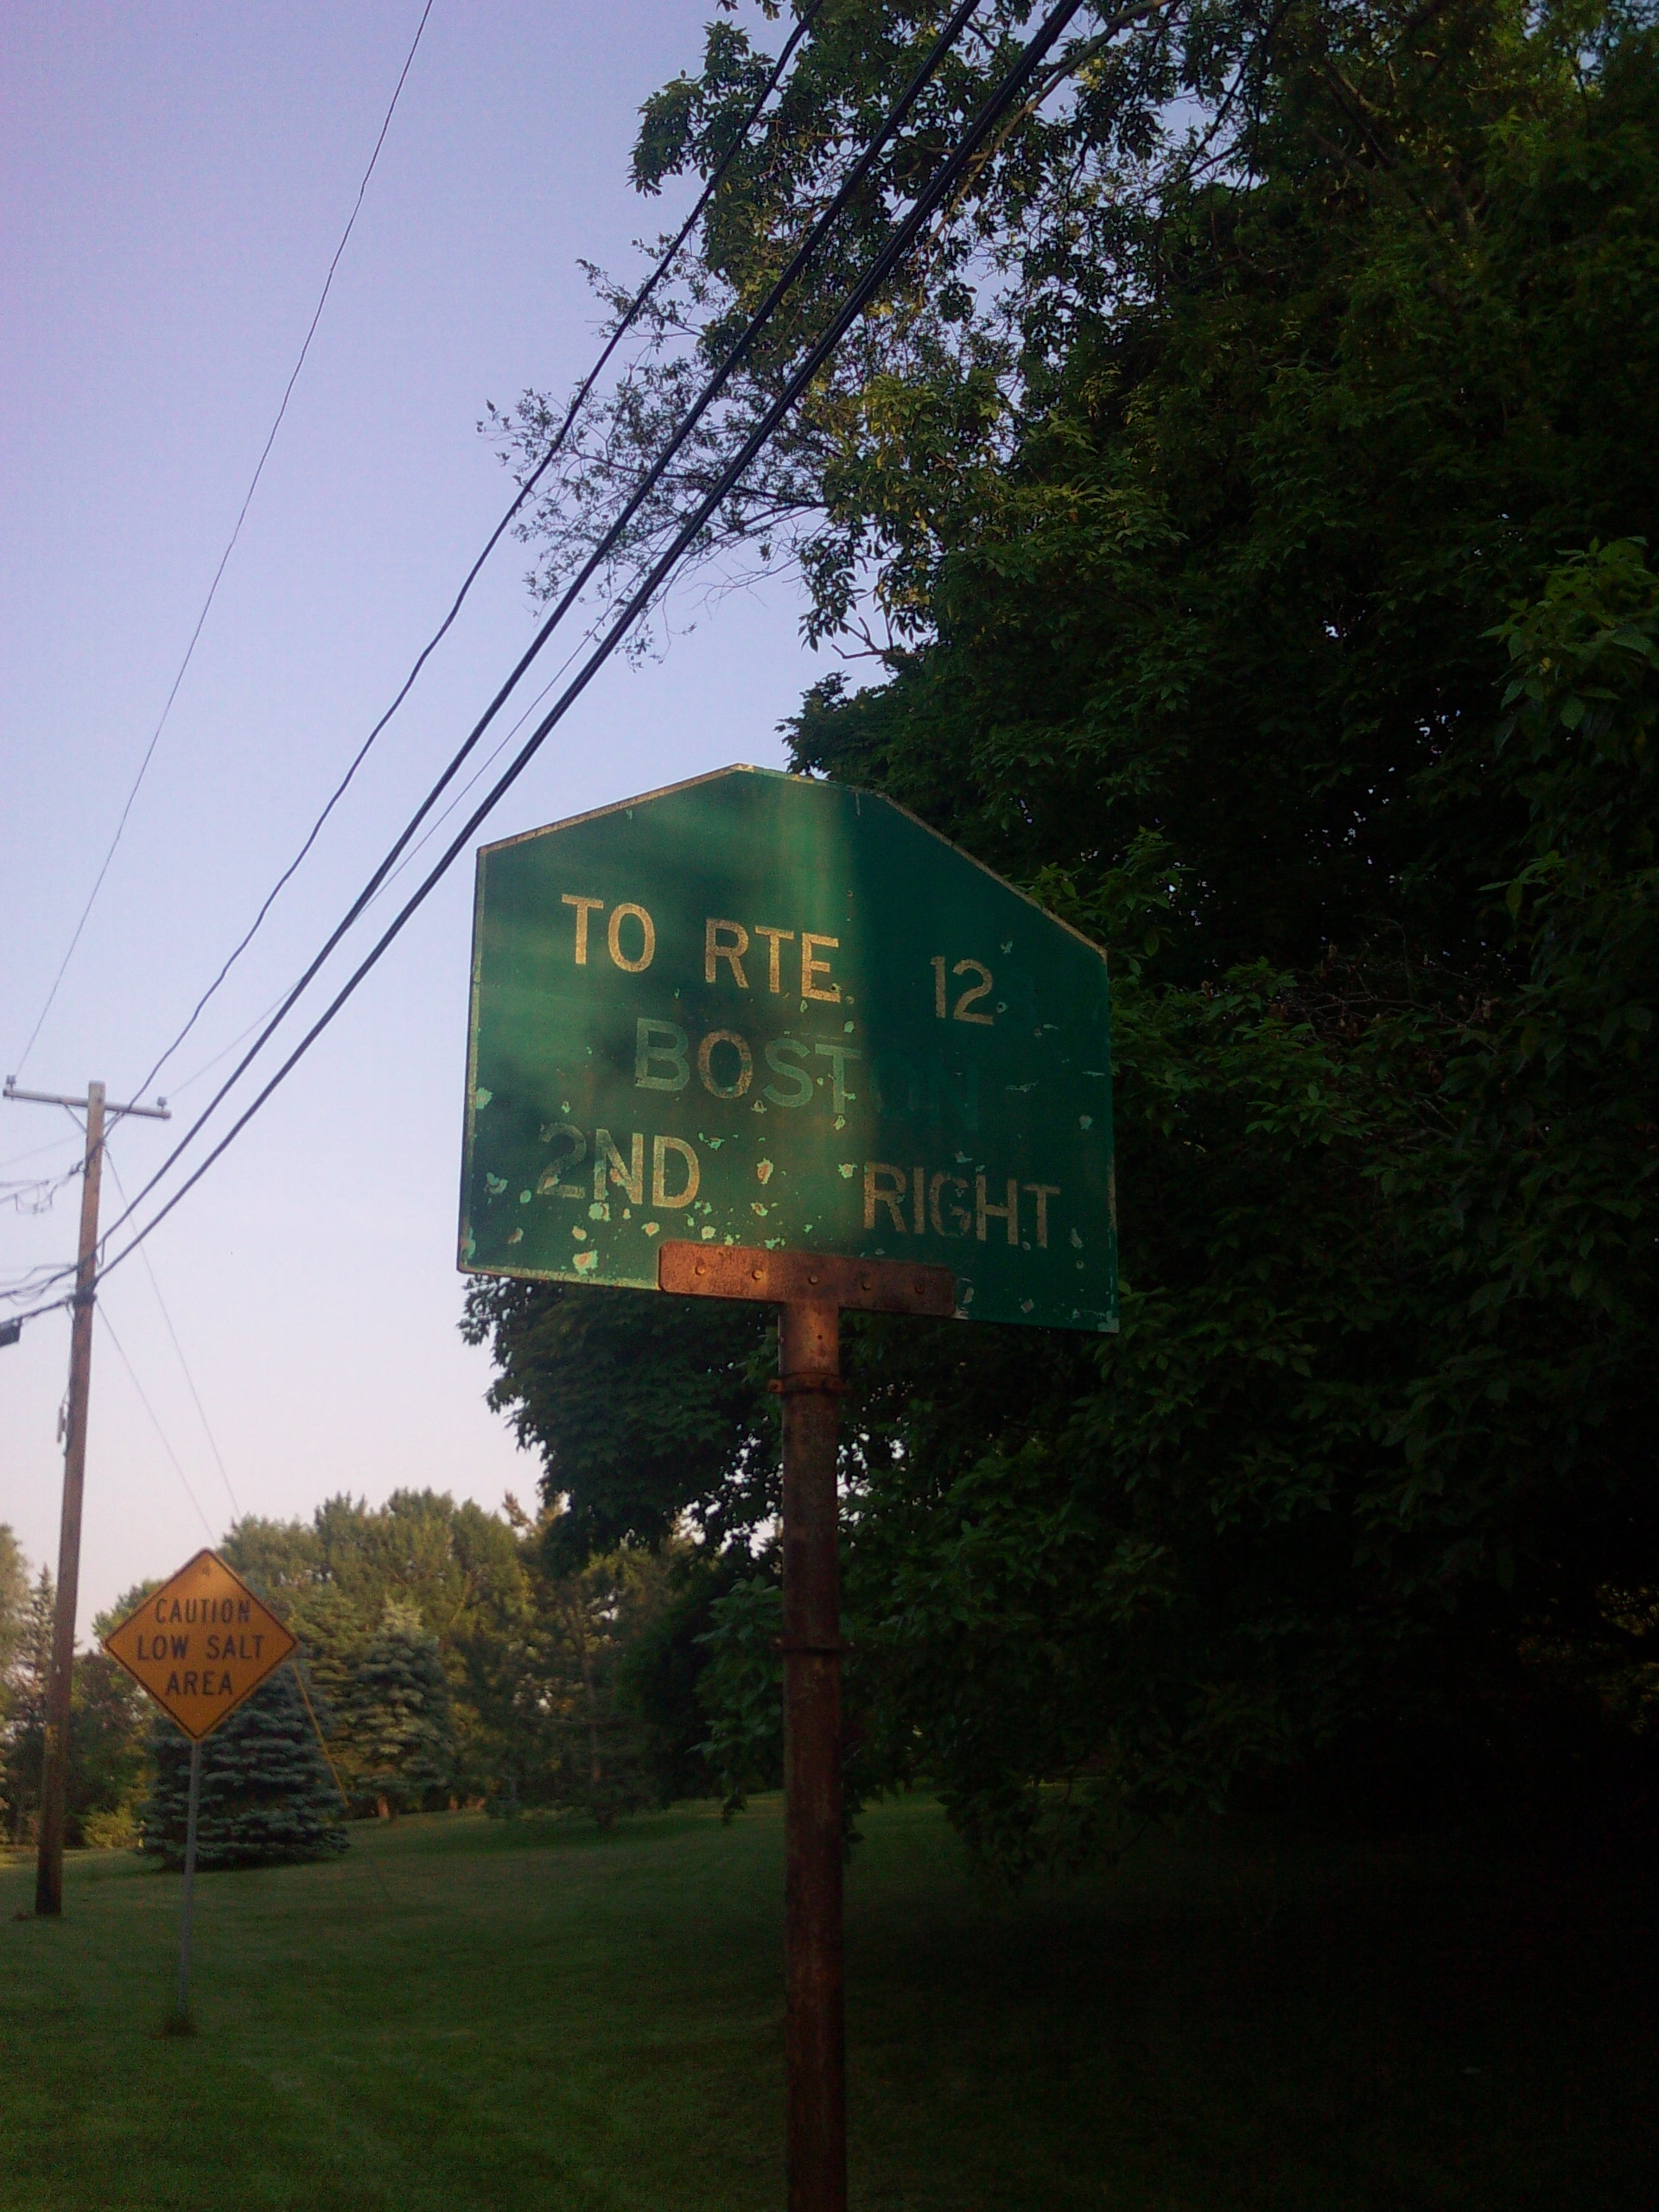 TO RTE. 12
BOSTON
2ND RIGHT
CAUTION
LOW SALT
AREA